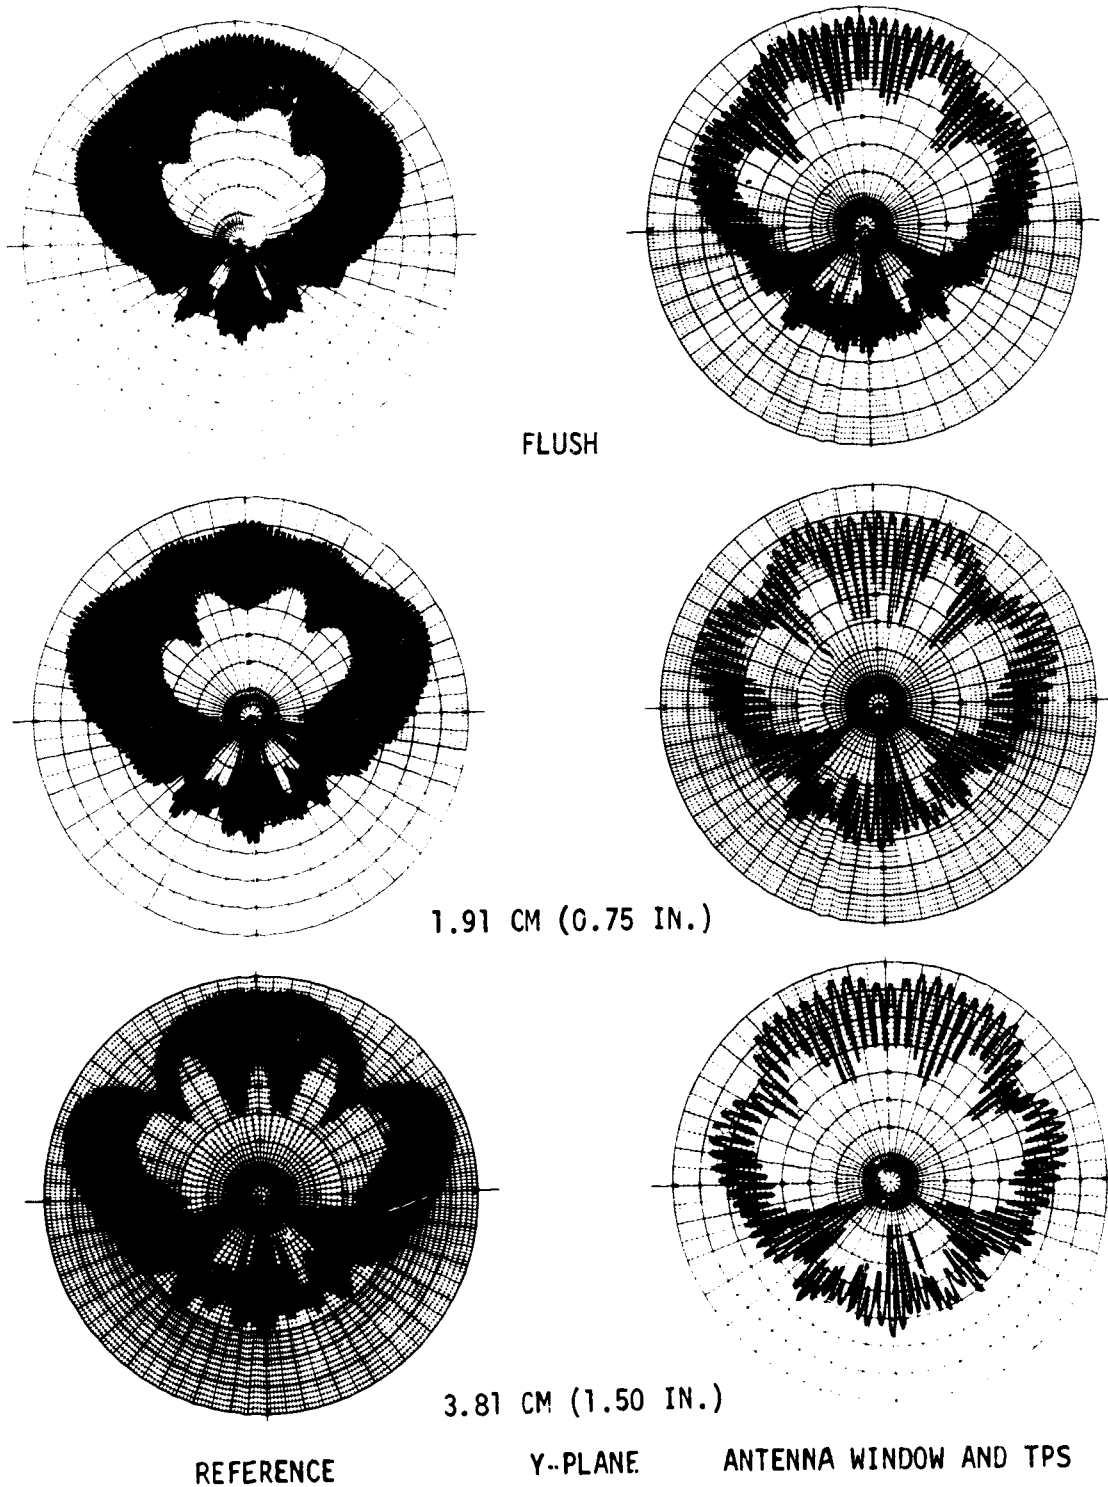 FLUSH
1.91 CM (0.75 IN.)
3.81 CM (1.50 IN.)
REFERENCE
Y-PLANE
ANTENNA WINDOW AND TPS